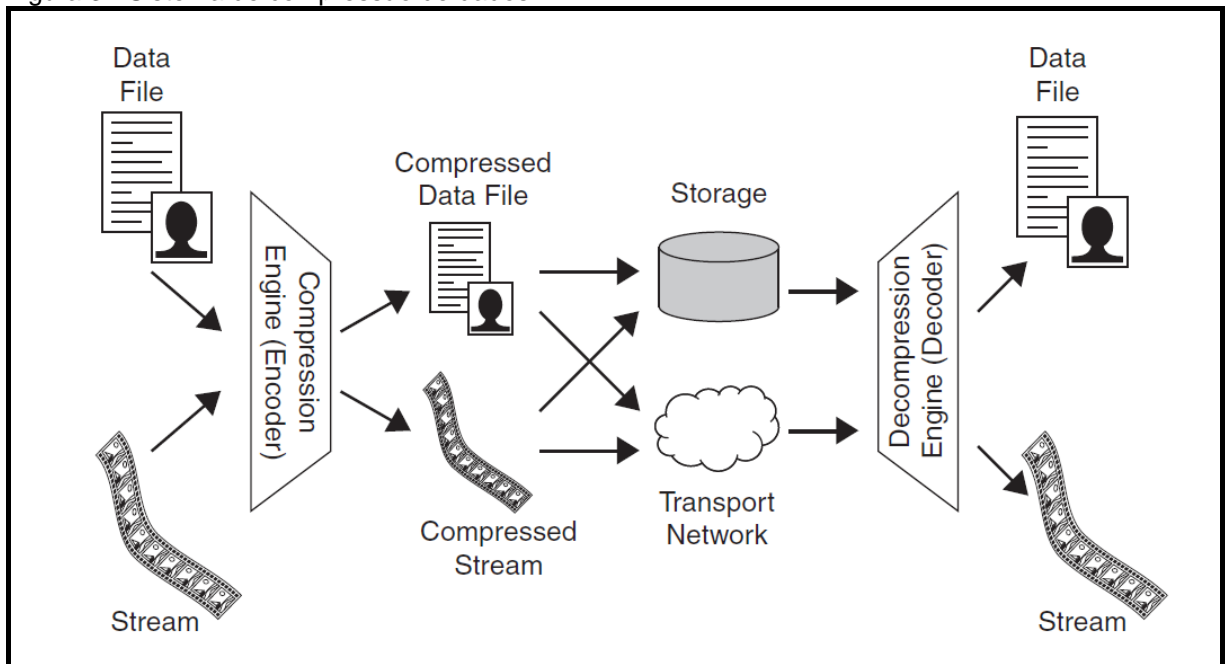 Data
File
Compression
Engine (Encoder)
Stream
Compressed
Data File
Compressed
Stream
Storage
Transport
Network
Decompression
Engine (Decoder)
Data
File
Stream